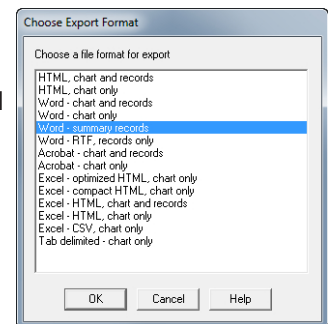 Choose Export Format
Choose a file format for export
HTML, chart and records
HTML, chart only
Word - chart and records
Word - chart only
Word - summary records
Word - RTF, records only
Acrobat - chart and records
Acrobat - chart only
Excel - optimized HTML, chart only
Excel - compact HTML, chart only
Excel - HTML, chart and records
Excel - HTML, chart only
Excel - CSV, chart only
Tab delimited - chart only
OK Cancel Help